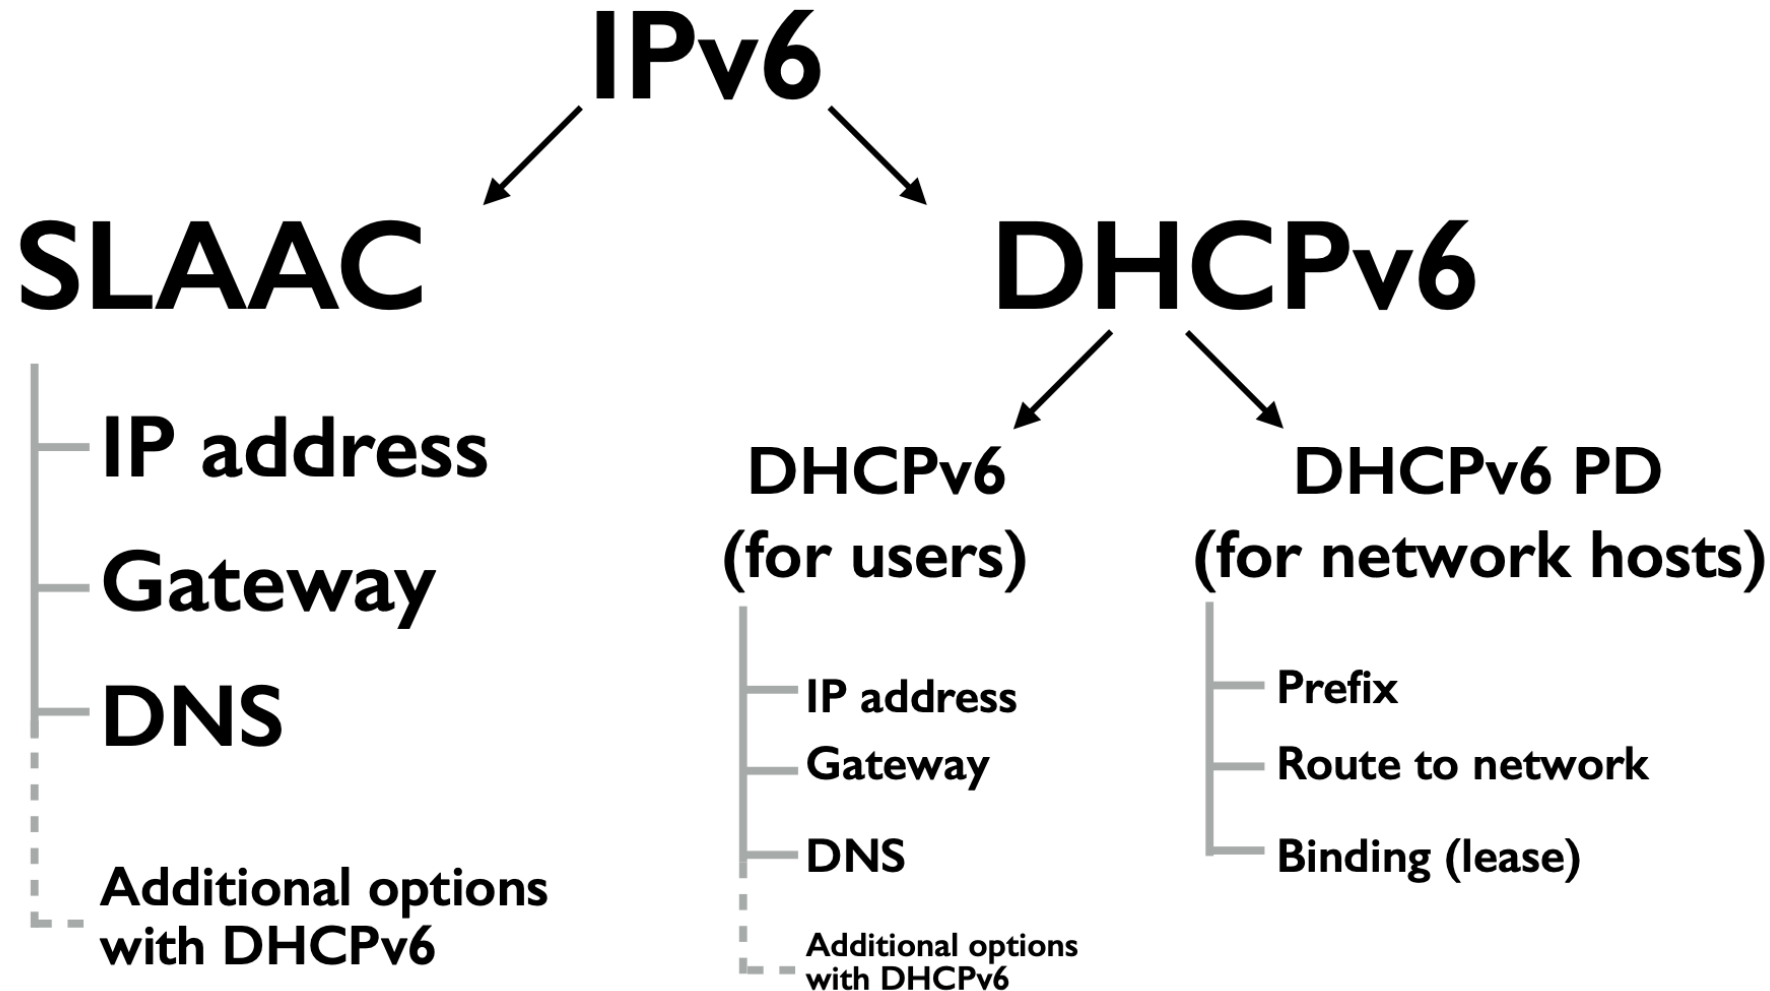 IPv6
SLAAC
IP address
Gateway
DNS
Additional options
with DHCPv6
DHCPv6
DHCPv6
(for users)
IP address
Gateway
DNS
Additional options
with DHCPv6
DHCPv6 PD
(for network hosts)
Prefix
Route to network
Binding (lease)